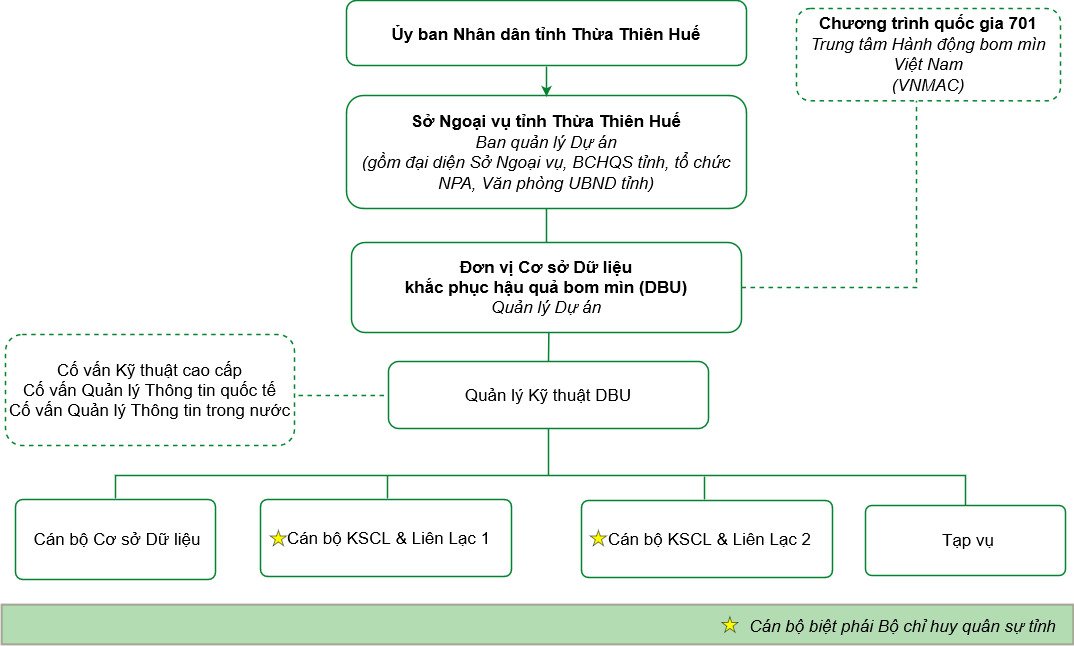 Ủy ban Nhân dân tỉnh Thừa Thiên Huế
Chương trình quốc gia 701
Trung tâm Hành động bom mìn
Việt Nam
(VNMAC)
Sở Ngoại vụ tỉnh Thừa Thiên Huế
Ban quản lý Dự án
(gồm đại diện Sở Ngoại vụ, BCHQS tỉnh, tổ chức
NPA, Văn phòng UBND tỉnh)
Đơn vị Cơ sở Dữ liệu
khắc phục hậu quả bom mìn (DBU)
Quản lý Dự án
Cố vấn Kỹ thuật cao cấp
Cố vấn Quản lý Thông tin quốc tế
Cố vấn Quản lý Thông tin trong nước
Quản lý Kỹ thuật DBU
Cán bộ Cơ sở Dữ liệu
Cán bộ KSCL & Liên Lạc 1
Cán bộ KSCL & Liên Lạc 2
Tạp vụ
Cán bộ biệt phái Bộ chỉ huy quân sự tỉnh